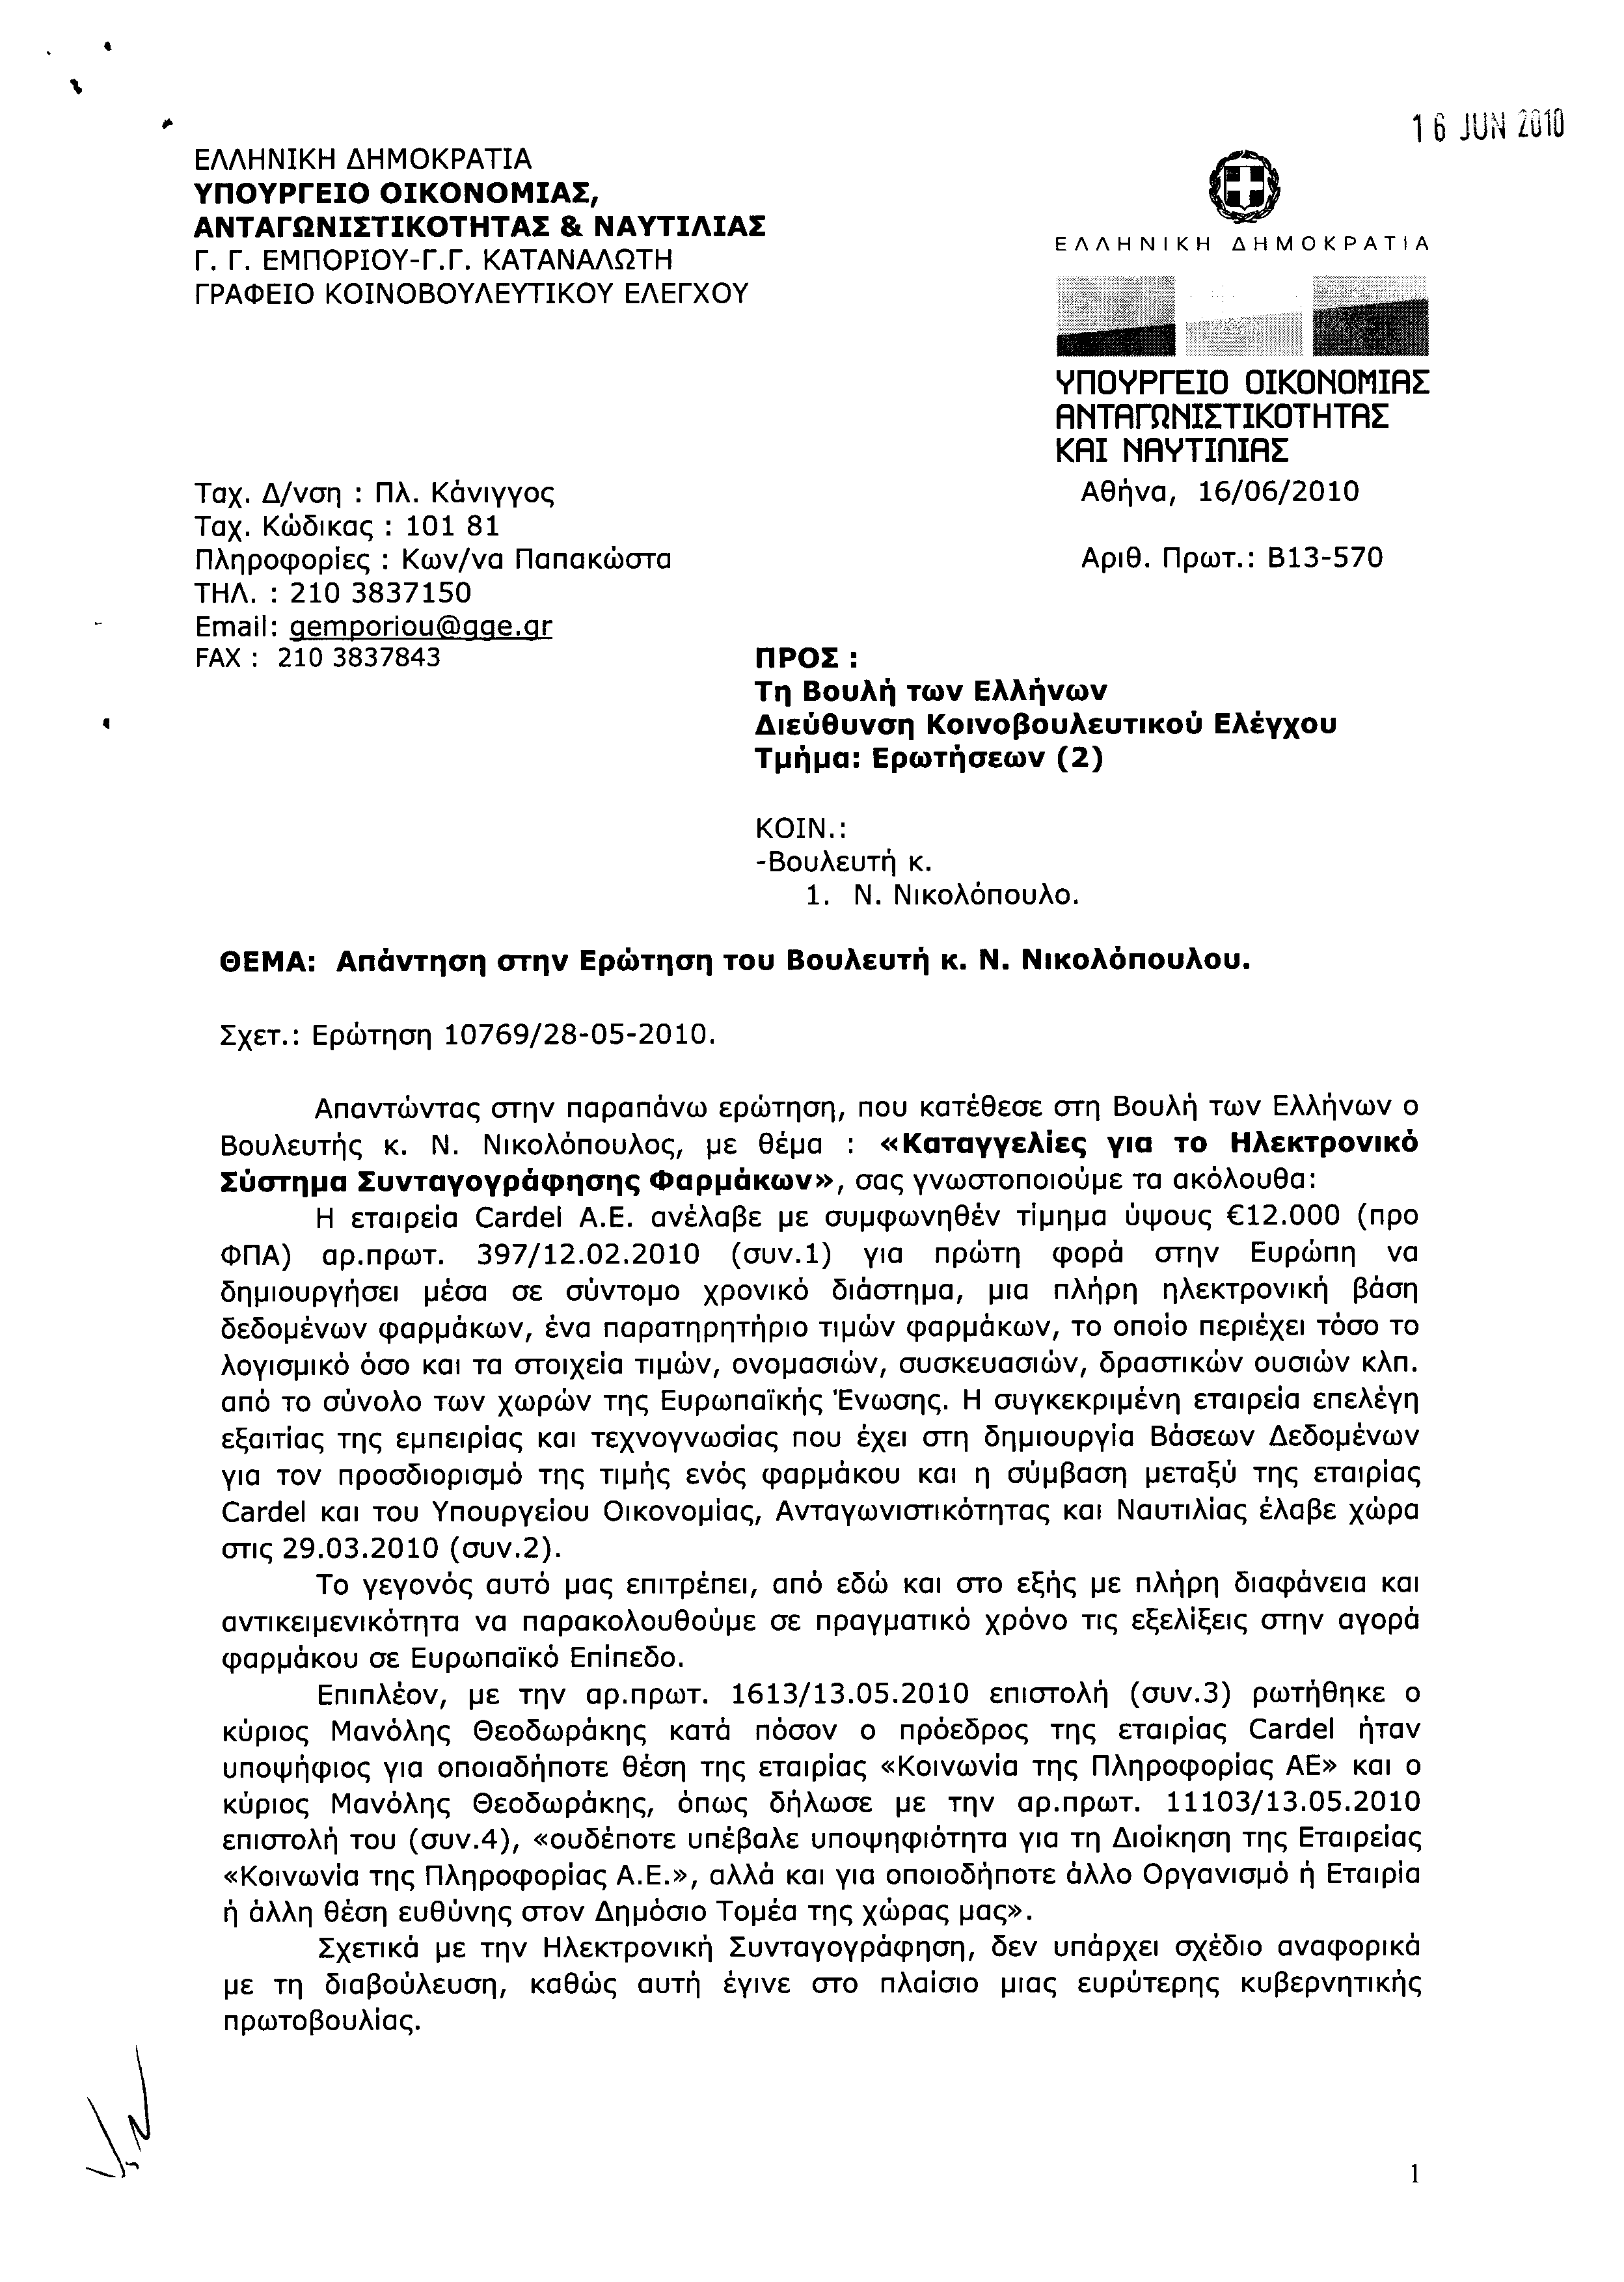 16 JUN 2010
ΕΛΛΗΝΙΚΗ ΔΗΜΟΚΡΑΤΙΑ
ΥΠΟΥΡΓΕΙΟ ΟΙΚΟΝΟΜΙΑΣ,
ΑΝΤΑΓΩΝΙΣΤΙΚΟΤΗΤΑΣ & ΝΑΥΤΙΛΙΑΣ
Γ. Γ. ΕΜΠΟΡΙΟΥ-Γ.Γ. ΚΑΤΑΝΑΛΩΤΗ
ΓΡΑΦΕΙΟ ΚΟΙΝΟΒΟΥΛΕΥΤΙΚΟΥ ΕΛΕΓΧΟΥ
ΕΛΛΗΝΙΚΗ ΔΗΜΟΚΡΑΤΙΑ
ΥΠΟΥΡΓΕΙΟ ΟΙΚΟΝΟΜΙΑΣ
ΑΝΤΑΓΩΝΙΣΤΙΚΟΤΗΤΑΣ
ΚΑΙ ΝΑΥΤΙΛΙΑΣ
Ταχ. Δ/νση : Πλ. Κάνιγγος
Ταχ. Κώδικας : 101 81
Πληροφορίες : Κων/να Παπακώστα
ΤΗΛ. : 210 3837150
Email: gemporiou@gge.gr
FAX : 210 3837843
Αθήνα, 16/06/2010
Αριθ. Πρωτ.: Β13-570
ΠΡΟΣ :
Τη Βουλή των Ελλήνων
Διεύθυνση Κοινοβουλευτικού Ελέγχου
Τμήμα: Ερωτήσεων (2)
ΚΟΙΝ.:
-Βουλευτή κ.
1. Ν. Νικολόπουλο.
ΘΕΜΑ: Απάντηση στην Ερώτηση του Βουλευτή κ. Ν. Νικολόπουλου.
Σχετ.: Ερώτηση 10769/28-05-2010.
Απαντώντας στην παραπάνω ερώτηση, που κατέθεσε στη Βουλή των Ελλήνων ο
Βουλευτής κ. Ν. Νικολόπουλος, με θέμα : «Καταγγελίες για το Ηλεκτρονικό
Σύστημα Συνταγογράφησης Φαρμάκων», σας γνωστοποιούμε τα ακόλουθα:
Η εταιρεία Cardel Α.Ε. ανέλαβε με συμφωνηθέν τίμημα ύψους €12.000 (προ
ΦΠΑ) αρ.πρωτ. 397/12.02.2010 (συν.1) για πρώτη φορά στην Ευρώπη να
δημιουργήσει μέσα σε σύντομο χρονικό διάστημα, μια πλήρη ηλεκτρονική βάση
δεδομένων φαρμάκων, ένα παρατηρητήριο τιμών φαρμάκων, το οποίο περιέχει τόσο το
λογισμικό όσο και τα στοιχεία τιμών, ονομασιών, συσκευασιών, δραστικών ουσιών κλπ.
από το σύνολο των χωρών της Ευρωπαϊκής Ένωσης. Η συγκεκριμένη εταιρεία επελέγη
εξαιτίας της εμπειρίας και τεχνογνωσίας που έχει στη δημιουργία Βάσεων Δεδομένων
για τον προσδιορισμό της τιμής ενός φαρμάκου και η σύμβαση μεταξύ της εταιρίας
Cardel και του Υπουργείου Οικονομίας, Ανταγωνιστικότητας και Ναυτιλίας έλαβε χώρα
στις 29.03.2010 (συν.2).
Το γεγονός αυτό μας επιτρέπει, από εδώ και στο εξής με πλήρη διαφάνεια και
αντικειμενικότητα να παρακολουθούμε σε πραγματικό χρόνο τις εξελίξεις στην αγορά
φαρμάκου σε Ευρωπαϊκό Επίπεδο.
Επιπλέον, με την αρ.πρωτ. 1613/13.05.2010 επιστολή (συν.3) ρωτήθηκε ο
κύριος Μανόλης Θεοδωράκης κατά πόσον ο πρόεδρος της εταιρίας Cardel ήταν
υποψήφιος για οποιαδήποτε θέση της εταιρίας «Κοινωνία της Πληροφορίας ΑΕ» και ο
κύριος Μανόλης Θεοδωράκης, όπως δήλωσε με την αρ.πρωτ. 11103/13.05.2010
επιστολή του (συν.4), «ουδέποτε υπέβαλε υποψηφιότητα για τη Διοίκηση της Εταιρείας
«Κοινωνία της Πληροφορίας Α.Ε.», αλλά και για οποιοδήποτε άλλο Οργανισμό ή Εταιρία
ή άλλη θέση ευθύνης στον Δημόσιο Τομέα της χώρας μας».
Σχετικά με την Ηλεκτρονική Συνταγογράφηση, δεν υπάρχει σχέδιο αναφορικά
με τη διαβούλευση, καθώς αυτή έγινε στο πλαίσιο μιας ευρύτερης κυβερνητικής
πρωτοβουλίας.
1